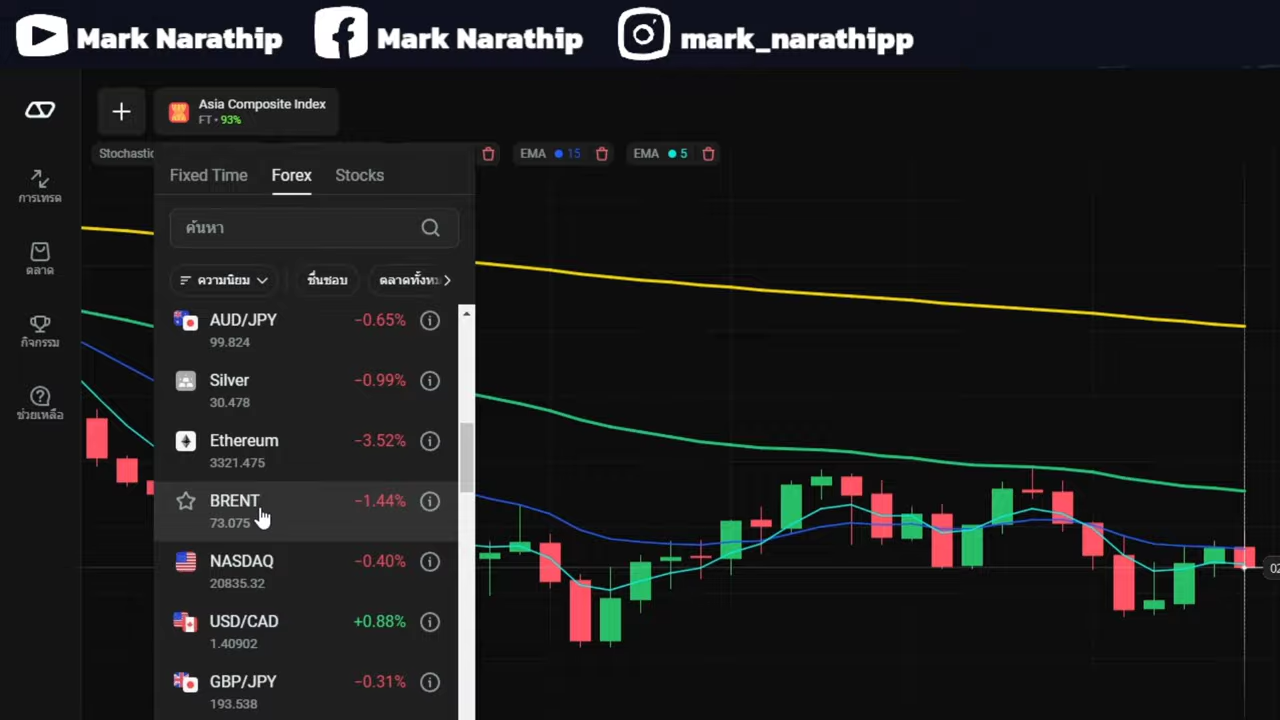 Mark Narathip
Mark Narathip
mark_narathipp
Asia Composite Index
FT • 93%
Stochastic
EMA 15
EMA 5
การเทรด
ตลาด
กิจกรรม
ช่วยเหลือ
Fixed Time
Forex
Stocks
ค้นหา
ความนิยม
ชื่นชอบ
ตลาดทั้งหม
AUD/JPY
-0.65%
99.824
Silver
-0.99%
30.478
Ethereum
-3.52%
3321.475
BRENT
-1.44%
73.075
NASDAQ
-0.40%
20835.32
USD/CAD
+0.88%
1.40902
GBP/JPY
-0.31%
193.538
02